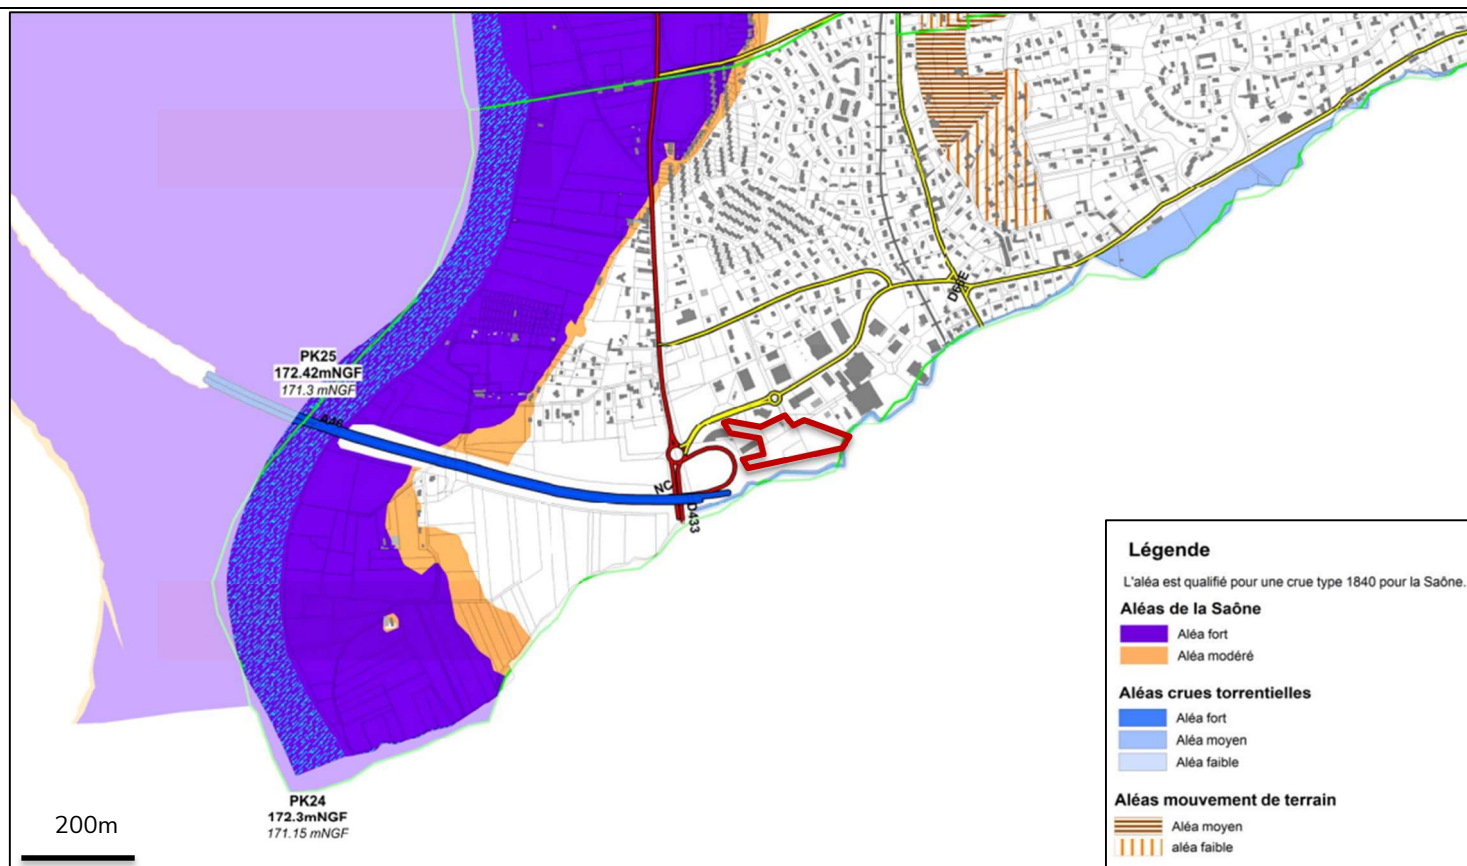 PK25
172.42mNGF
171.3 mNGF
A46
D64E
NC
D433
PK24
172.3mNGF
171.15 mNGF
200m
Légende
L'aléa est qualifié pour une crue type 1840 pour la Saône.
Aléas de la Saône
Aléa fort
Aléa modéré
Aléas crues torrentielles
Aléa fort
Aléa moyen
Aléa faible
Aléas mouvement de terrain
Aléa moyen
aléa faible